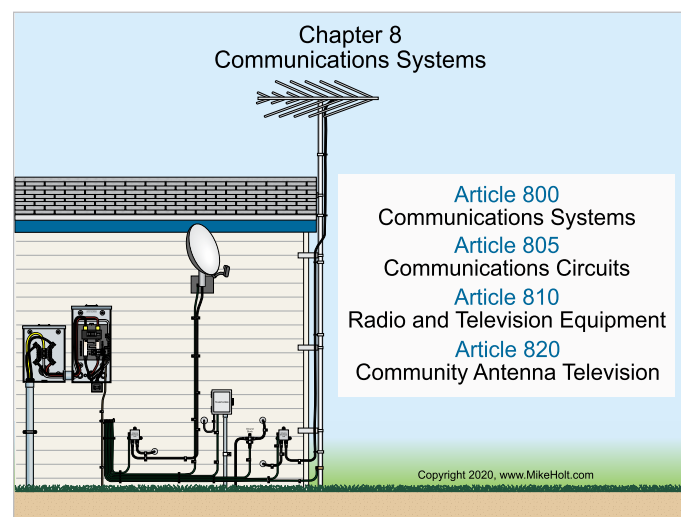 Chapter 8
Communications Systems
Article 800
Communications Systems
Article 805
Communications Circuits
Article 810
Radio and Television Equipment
Article 820
Community Antenna Television
Copyright 2020, www.MikeHolt.com